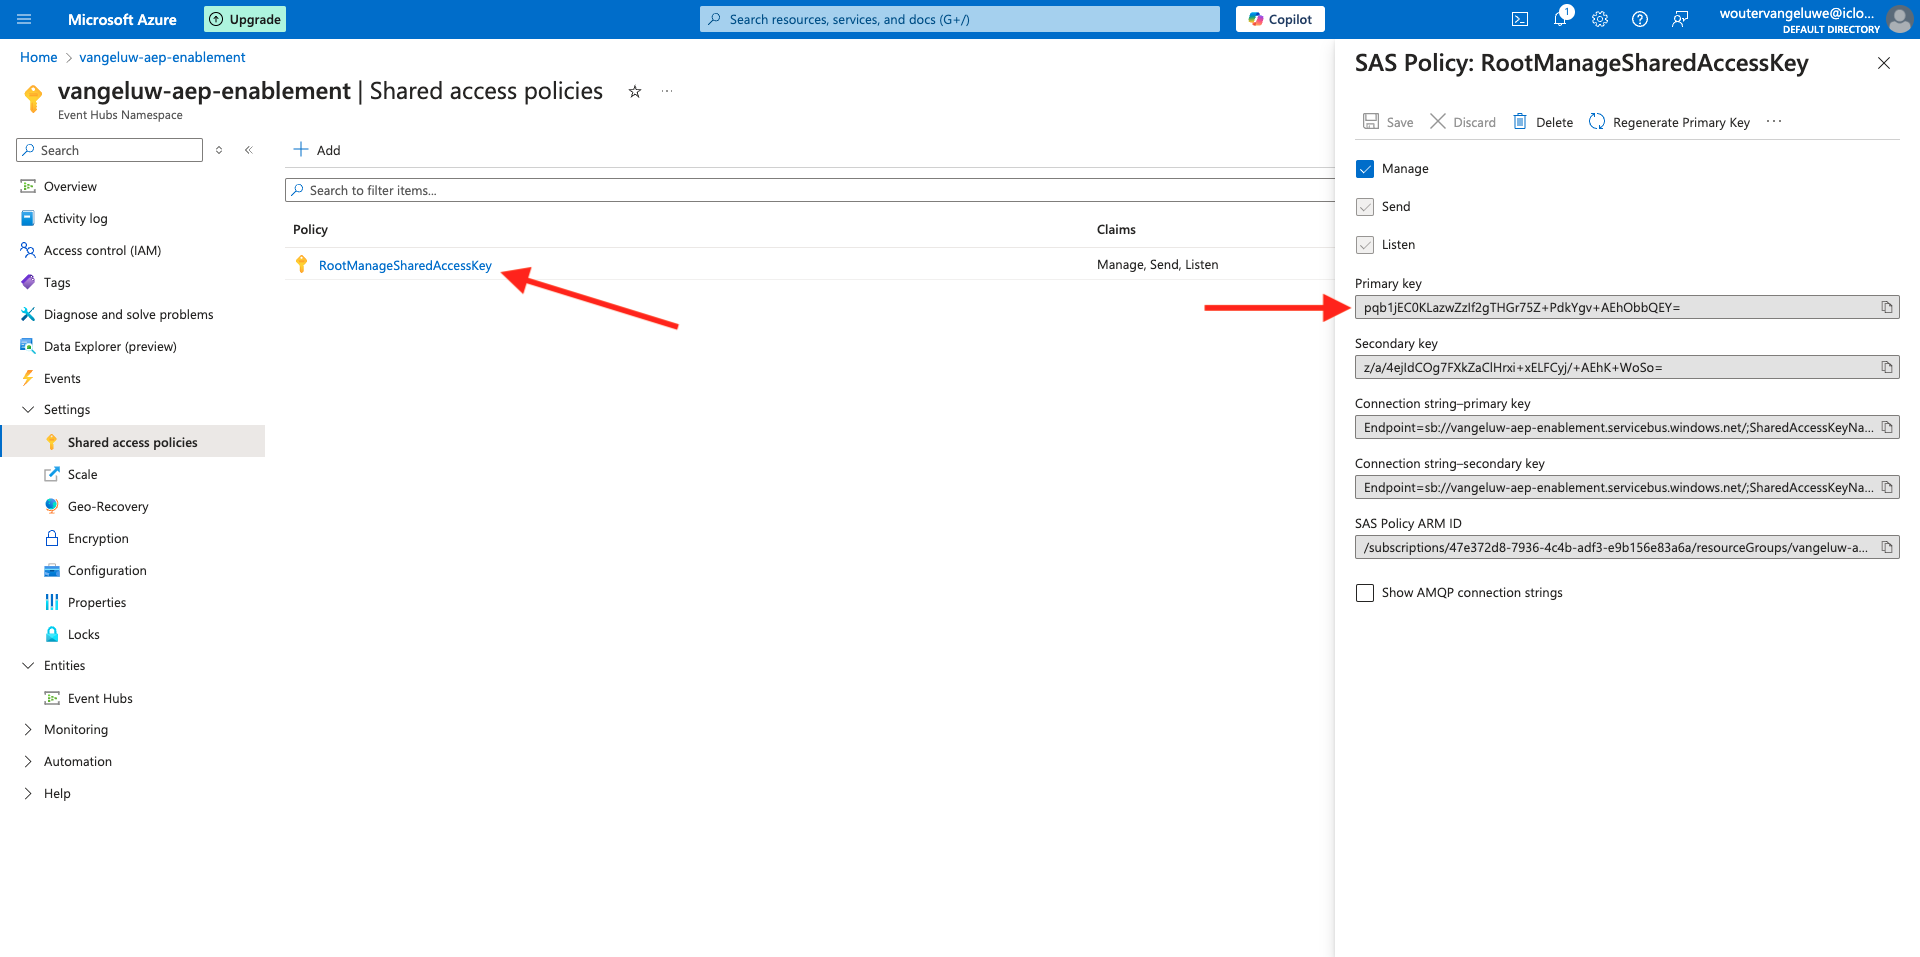 Microsoft Azure
Upgrade
Search resources, services, and docs (G+/)
Copilot
1
woutervangeluwe@iclo...
DEFAULT DIRECTORY
Home > vangeluw-aep-enablement
vangeluw-aep-enablement | Shared access policies
Event Hubs Namespace
Search
Overview
Activity log
Access control (IAM)
Tags
Diagnose and solve problems
Data Explorer (preview)
Events
Settings
Shared access policies
Scale
Geo-Recovery
Encryption
Configuration
Properties
Locks
Entities
Event Hubs
Monitoring
Automation
Help
Add
Search to filter items...
Policy Claims
RootManageSharedAccessKey Manage, Send, Listen
SAS Policy: RootManageSharedAccessKey
Save Discard Delete Regenerate Primary Key ...
Manage
Send
Listen
Primary key
pqb1jEC0KLazwZzIf2gTHGr75Z+PdkYgv+AEhObbQEY=
Secondary key
z/a/4ejIdCOg7FXkZaClHrxi+xELFCyj/+AEhK+WoSo=
Connection string–primary key
Endpoint=sb://vangeluw-aep-enablement.servicebus.windows.net/;SharedAccessKeyNa...
Connection string–secondary key
Endpoint=sb://vangeluw-aep-enablement.servicebus.windows.net/;SharedAccessKeyNa...
SAS Policy ARM ID
/subscriptions/47e372d8-7936-4c4b-adf3-e9b156e83a6a/resourceGroups/vangeluw-a...
Show AMQP connection strings